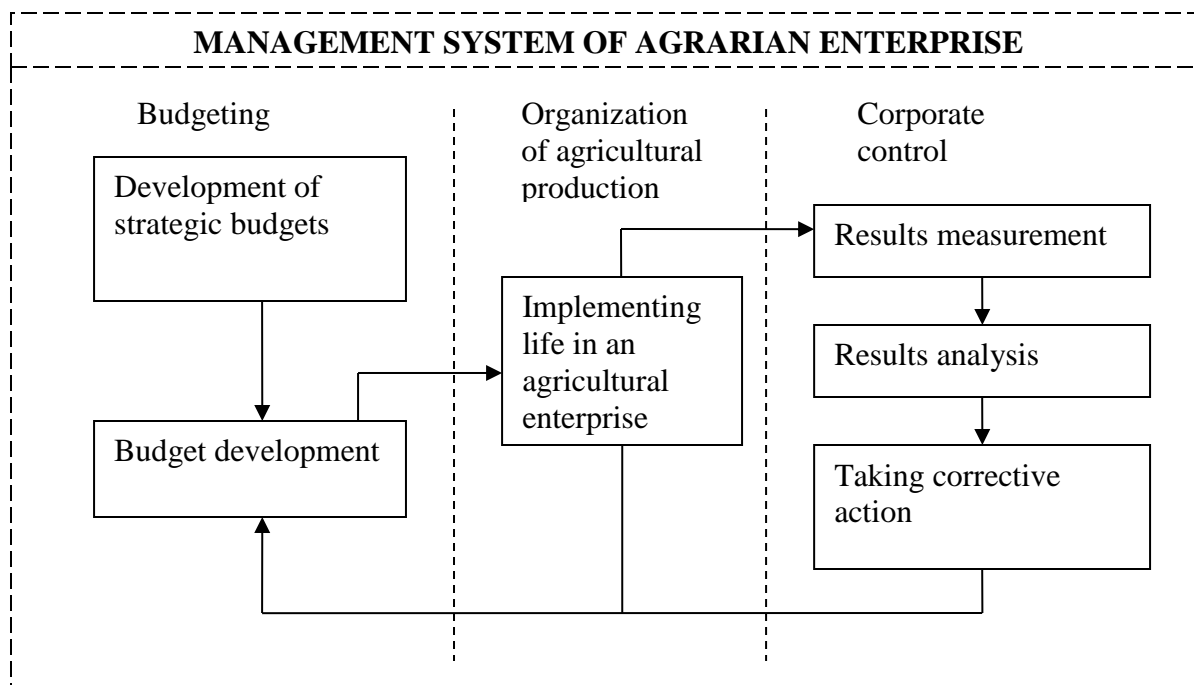 MANAGEMENT SYSTEM OF AGRARIAN ENTERPRISE
Budgeting
Development of
strategic budgets
Budget development
Organization
of agricultural
production
Implementing
life in an
agricultural
enterprise
Corporate
control
Results measurement
Results analysis
Taking corrective
action